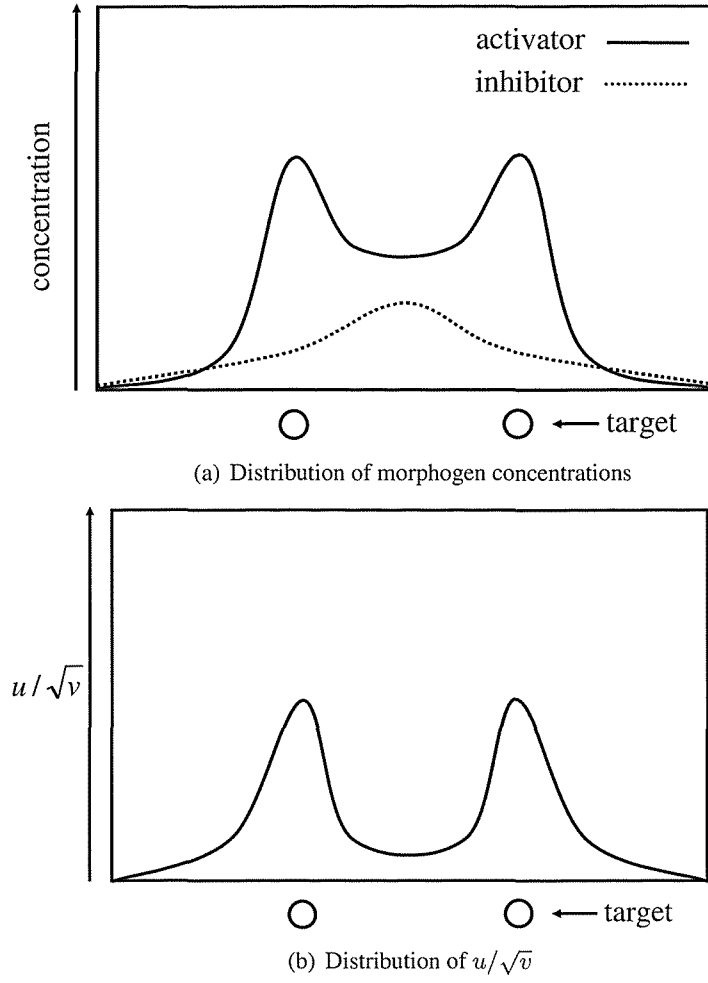 activator
inhibitor
concentration
target
(a) Distribution of morphogen concentrations
u / √v
target
(b) Distribution of u/√v